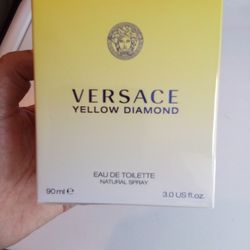 VERSACE
YELLOW DIAMOND
EAU DE TOILETTE
NATURAL SPRAY
90 ml ℮ 3.0 US fl.oz.